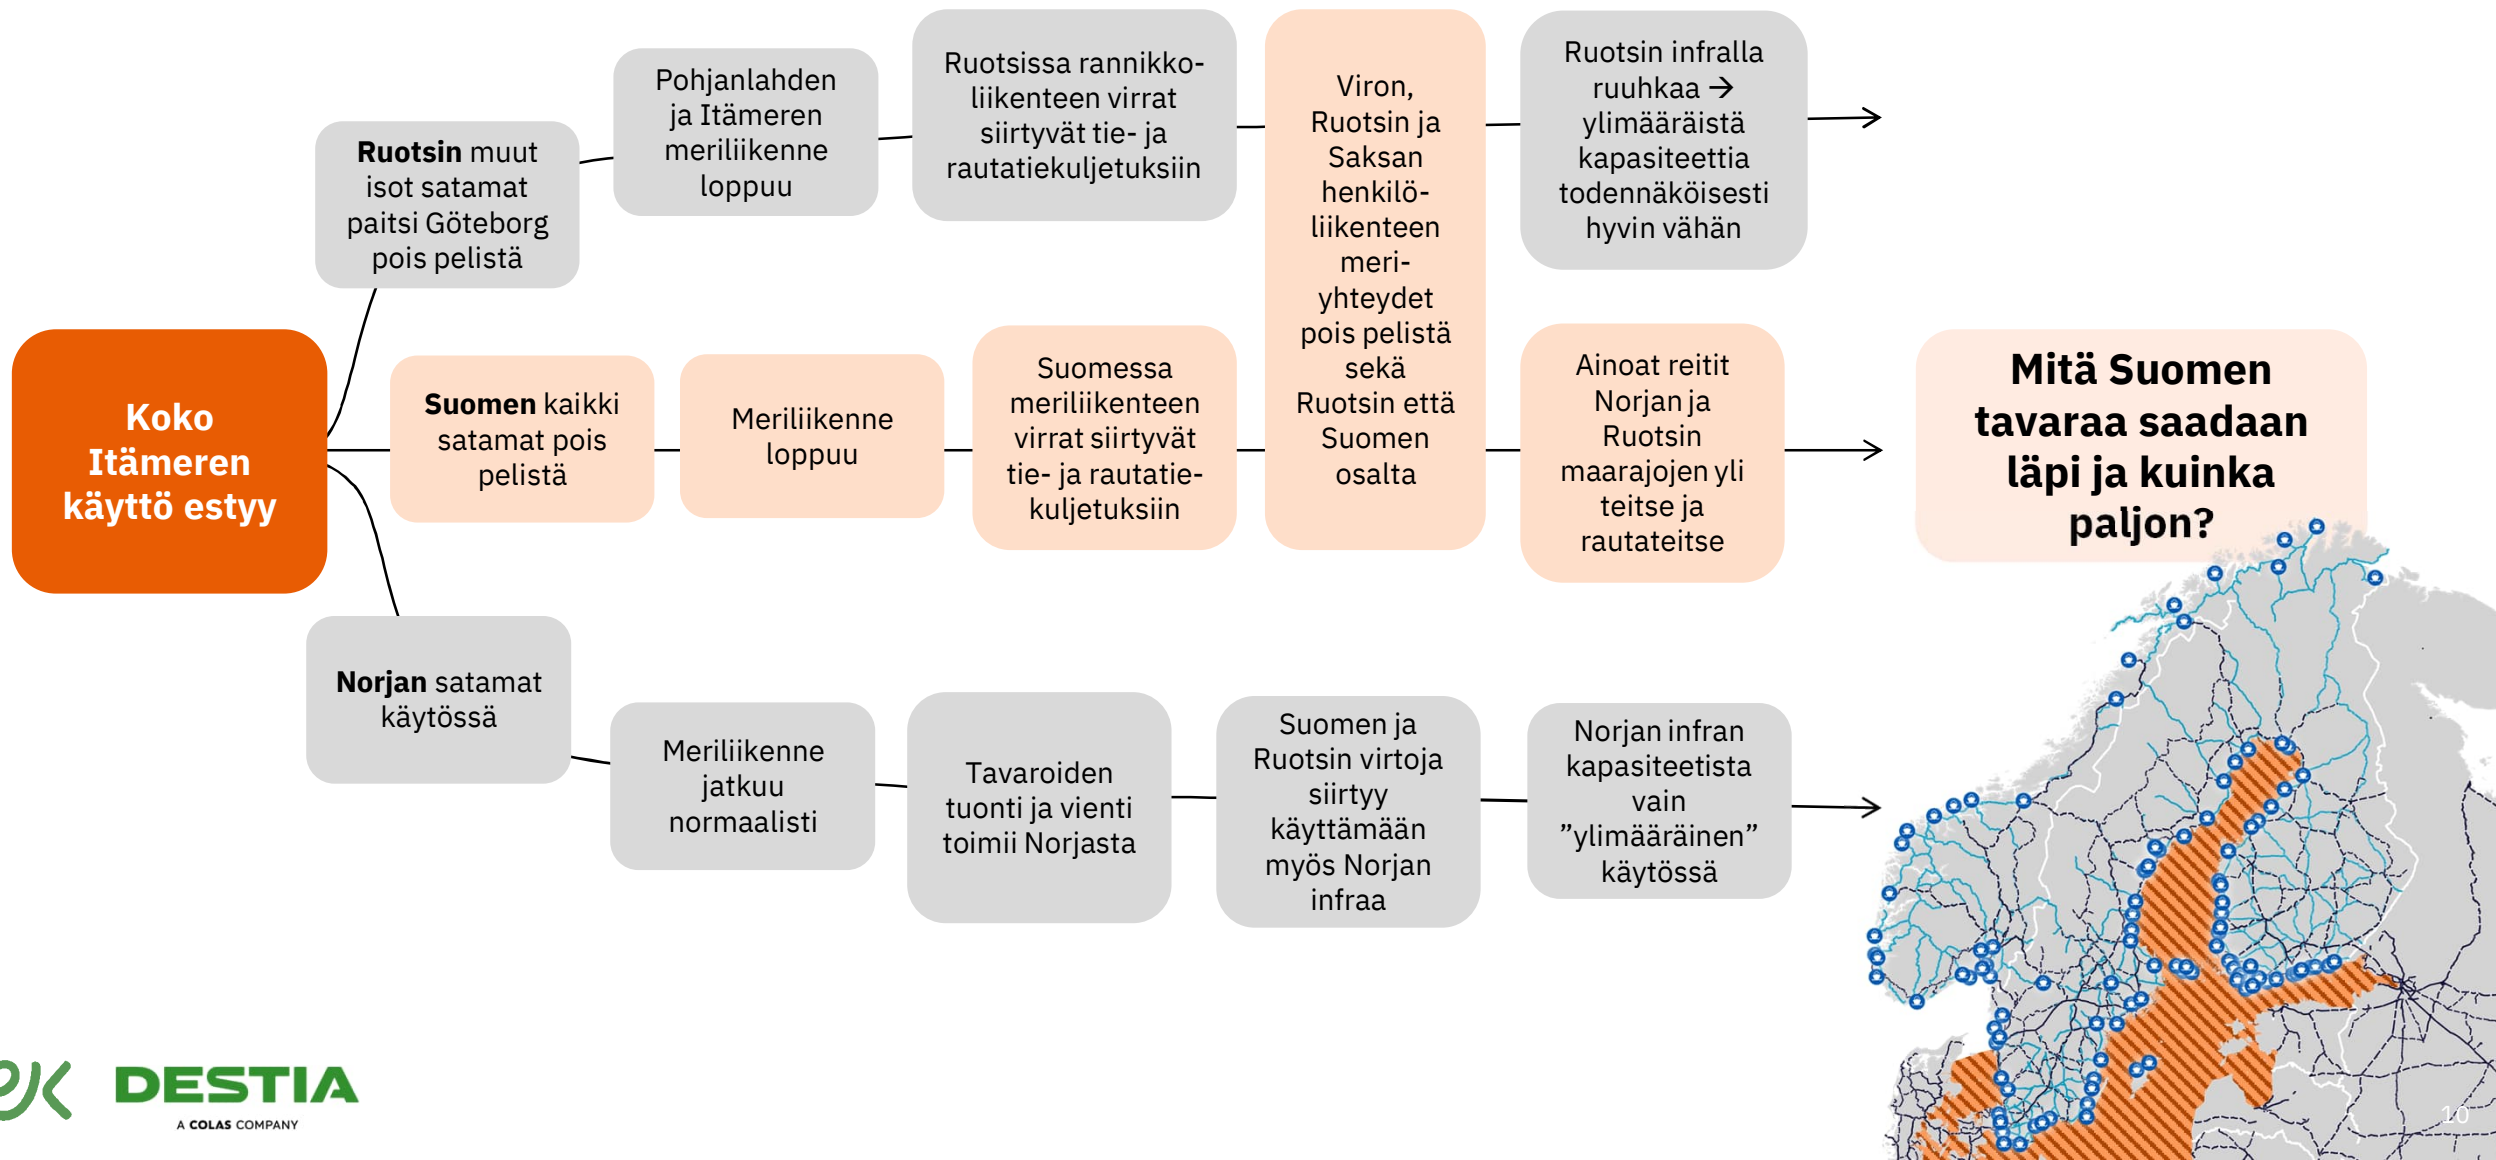 Koko
Itämeren
käyttö estyy
Ruotsin muut
isot satamat
paitsi Göteborg
pois pelistä
Pohjanlahden
ja Itämeren
meriliikenne
loppuu
Ruotsissa rannikko-
liikenteen virrat
siirtyvät tie- ja
rautatiekuljetuksiin
Viron,
Ruotsin ja
Saksan
henkilö-
liikenteen
meri-
yhteydet
pois pelistä
sekä
Ruotsin että
Suomen
osalta
Ruotsin infralla
ruuhkaa →
ylimääräistä
kapasiteettia
todennäköisesti
hyvin vähän
Suomen kaikki
satamat pois
pelistä
Meriliikenne
loppuu
Suomessa
meriliikenteen
virrat siirtyvät
tie- ja rautatie-
kuljetuksiin
Ainoat reitit
Norjan ja
Ruotsin
maarajojen yli
teitse ja
rautateitse
Mitä Suomen
tavaraa saadaan
läpi ja kuinka
paljon?
Norjan satamat
käytössä
Meriliikenne
jatkuu
normaalisti
Tavaroiden
tuonti ja vienti
toimii Norjasta
Suomen ja
Ruotsin virtoja
siirtyy
käyttämään
myös Norjan
infraa
Norjan infran
kapasiteetista
vain
”ylimääräinen”
käytössä
ek
DESTIA
A COLAS COMPANY
10